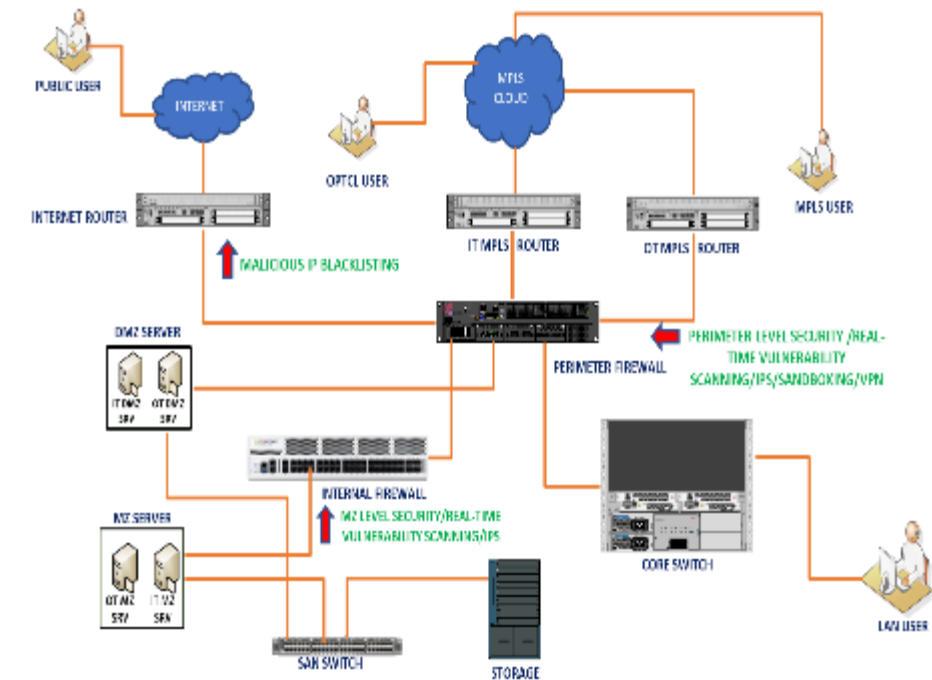 PUBLIC USER
INTERNET
MPLS
CLOUD
OPTCL USER
MPLS USER
INTERNET ROUTER
IT MPLS ROUTER
OT MPLS ROUTER
MALICIOUS IP BLACKLISTING
DMZ SERVER
IT DMZ
SRV
OT DMZ
SRV
PERIMETER FIREWALL
PERIMETER LEVEL SECURITY /REAL-
TIME VULNERABILITY
SCANNING/IPS/SANDBOXING/VPN
INTERNAL FIREWALL
MZ LEVEL SECURITY/REAL-TIME
VULNERABILITY SCANNING/IPS
MZ SERVER
OT MZ
SRV
IT MZ
SRV
CORE SWITCH
LAN USER
SAN SWITCH
STORAGE